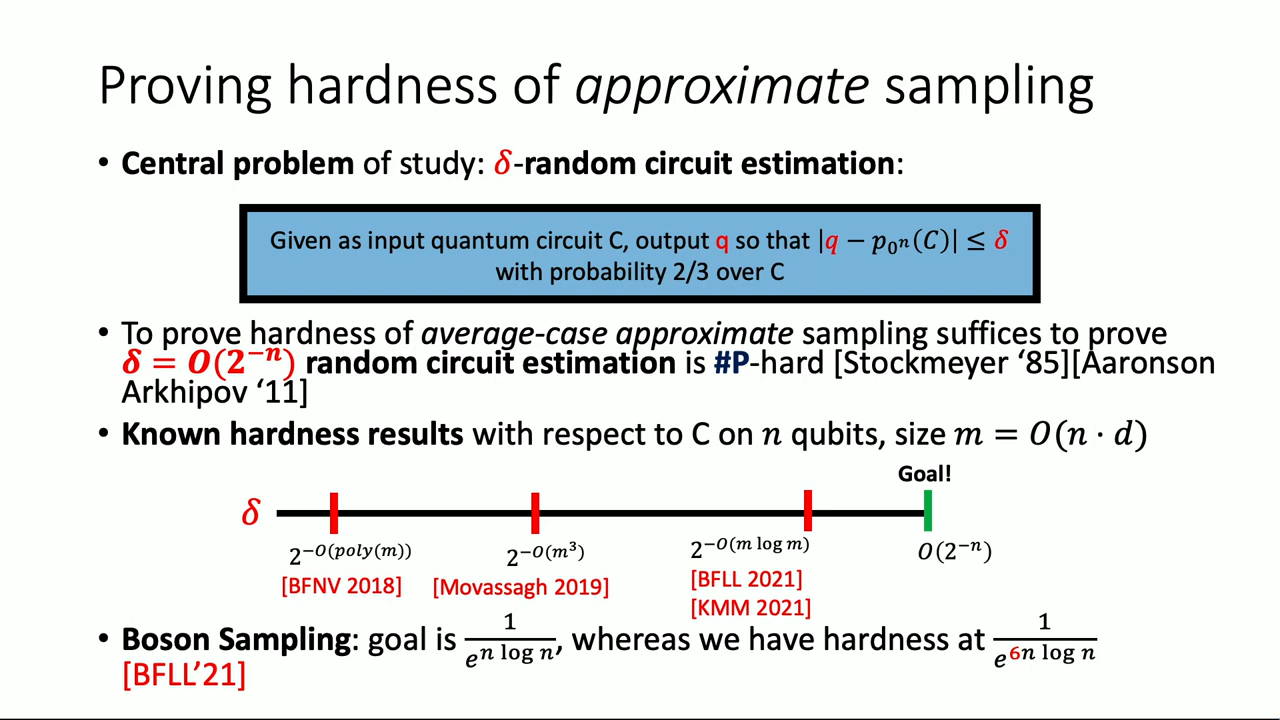 Proving hardness of approximate sampling
• Central problem of study: δ-random circuit estimation:
Given as input quantum circuit C, output q so that |q − p_{0^n}(C)| ≤ δ
with probability 2/3 over C
• To prove hardness of average-case approximate sampling suffices to prove
δ = O(2^{−n}) random circuit estimation is #P-hard [Stockmeyer ‘85][Aaronson
Arkhipov ‘11]
• Known hardness results with respect to C on n qubits, size m = O(n · d)
Goal!
δ
2^{−O(poly(m))} 2^{−O(m^3)} 2^{−O(m log m)} O(2^{−n})
[BFNV 2018] [Movassagh 2019] [BFLL 2021]
[KMM 2021]
• Boson Sampling: goal is 1/e^{n log n}, whereas we have hardness at 1/e^{6n log n}
[BFLL’21]